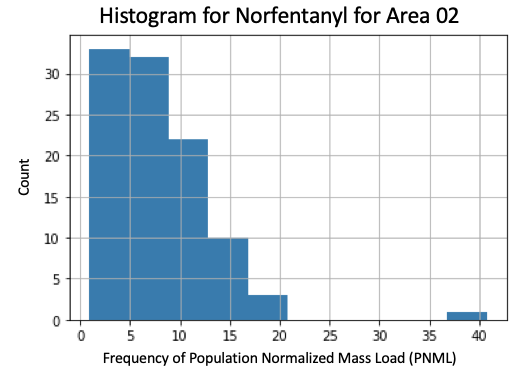 Histogram for Norfentanyl for Area 02
30
25
20
15
10
5
0
Count
0 5 10 15 20 25 30 35 40
Frequency of Population Normalized Mass Load (PNML)